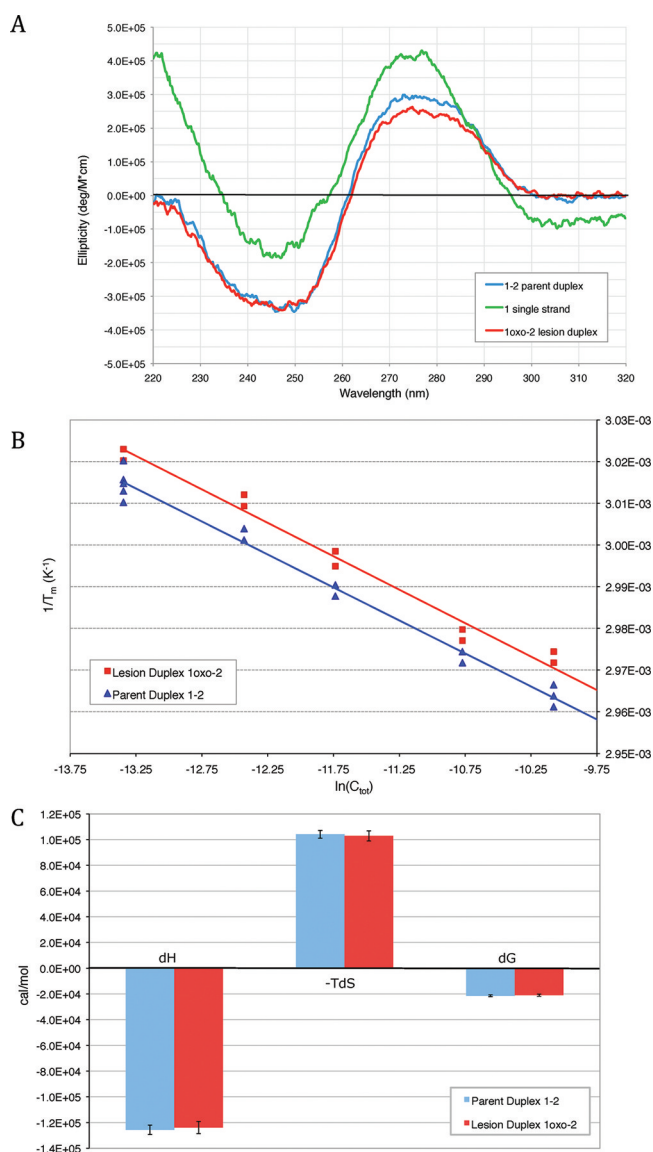 A
5.0E+05
4.0E+05
3.0E+05
2.0E+05
1.0E+05
0.0E+00
-1.0E+05
-2.0E+05
-3.0E+05
-4.0E+05
-5.0E+05
Ellipticity (deg/M*cm)
1-2 parent duplex
1 single strand
1oxo-2 lesion duplex
220 230 240 250 260 270 280 290 300 310 320
Wavelength (nm)
B
3.03E-03
3.02E-03
3.01E-03
3.00E-03
2.99E-03
2.98E-03
2.97E-03
2.96E-03
2.95E-03
1/Tm (K-1)
Lesion Duplex 1oxo-2
Parent Duplex 1-2
-13.75 -13.25 -12.75 -12.25 -11.75 -11.25 -10.75 -10.25 -9.75
ln(Ctot)
C
1.2E+05
1.0E+05
8.0E+04
6.0E+04
4.0E+04
2.0E+04
0.0E+00
-2.0E+04
-4.0E+04
-6.0E+04
-8.0E+04
-1.0E+05
-1.2E+05
-1.4E+05
cal/mol
dH
-TdS
dG
Parent Duplex 1-2
Lesion Duplex 1oxo-2